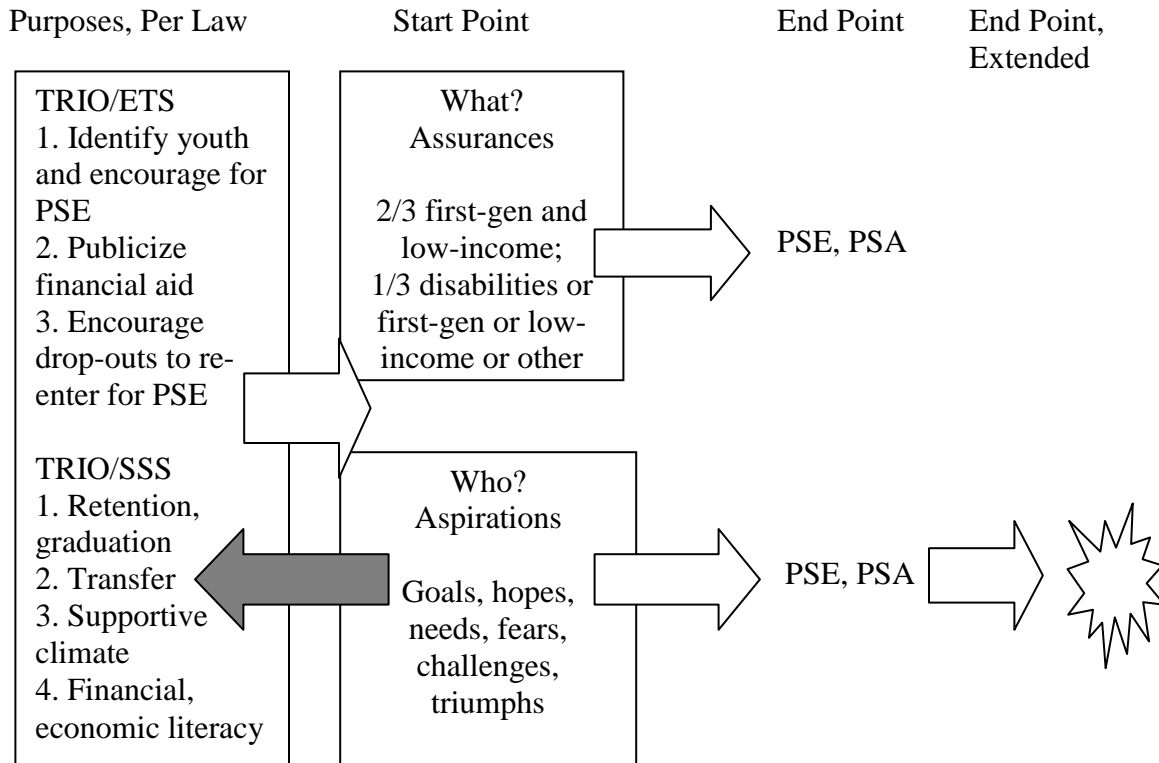 Purposes, Per Law
Start Point
End Point
End Point,
Extended
TRIO/ETS
1. Identify youth
and encourage for
PSE
2. Publicize
financial aid
3. Encourage
drop-outs to re-
enter for PSE
TRIO/SSS
1. Retention,
graduation
2. Transfer
3. Supportive
climate
4. Financial,
economic literacy
What?
Assurances
2/3 first-gen and
low-income;
1/3 disabilities or
first-gen or low-
income or other
PSE, PSA
Who?
Aspirations
Goals, hopes,
needs, fears,
challenges,
triumphs
PSE, PSA